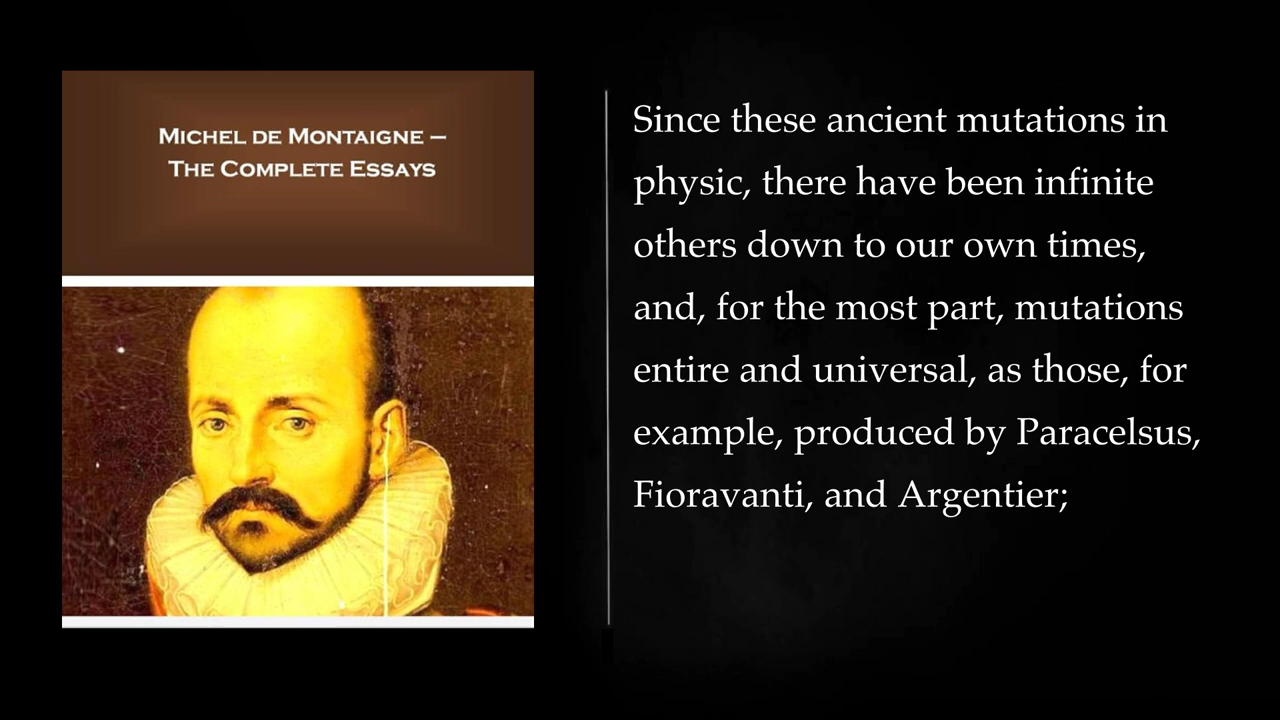 MICHEL DE MONTAIGNE –
THE COMPLETE ESSAYS
Since these ancient mutations in
physic, there have been infinite
others down to our own times,
and, for the most part, mutations
entire and universal, as those, for
example, produced by Paracelsus,
Fioravanti, and Argentier;